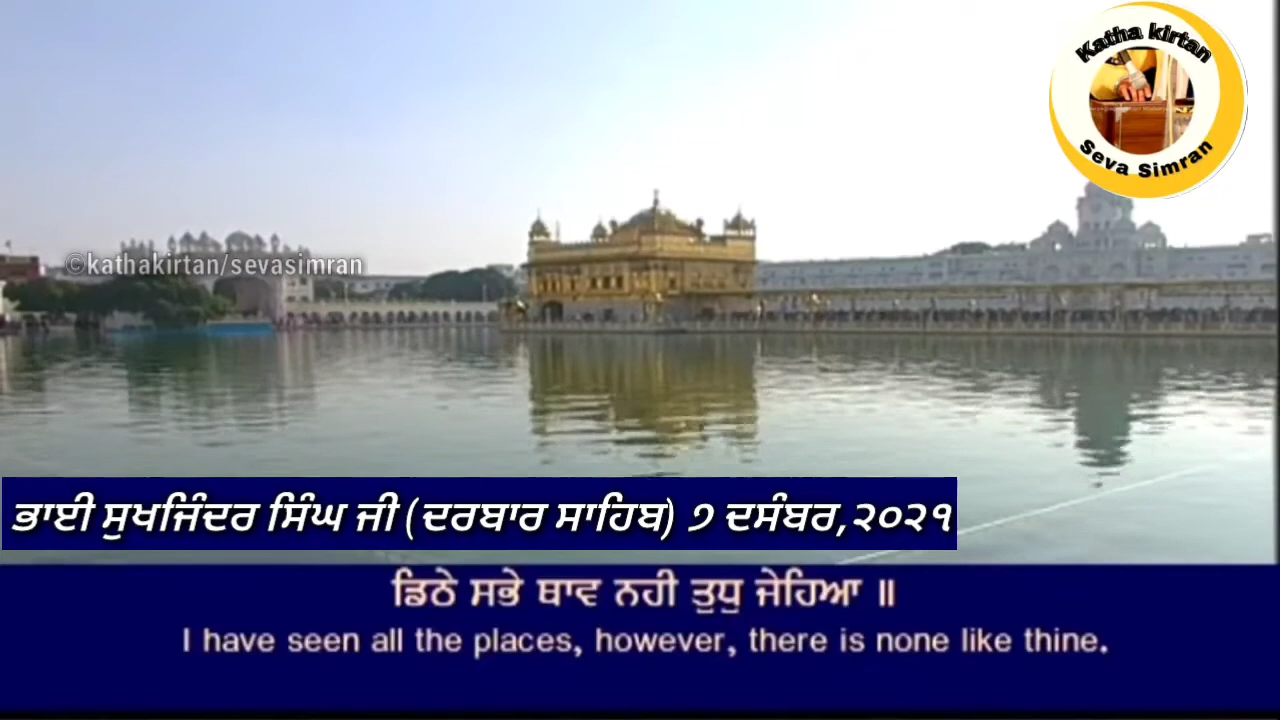 Katha kirtan
Seva Simran
©kathakirtan/sevasimran
ਭਾਈ ਸੁਖਜਿੰਦਰ ਸਿੰਘ ਜੀ (ਦਰਬਾਰ ਸਾਹਿਬ) ੭ ਦਸੰਬਰ,੨੦੨੧
ਡਿਠੇ ਸਭੇ ਥਾਵ ਨਹੀ ਤੁਧੁ ਜੇਹਿਆ ॥
I have seen all the places, however, there is none like thine.